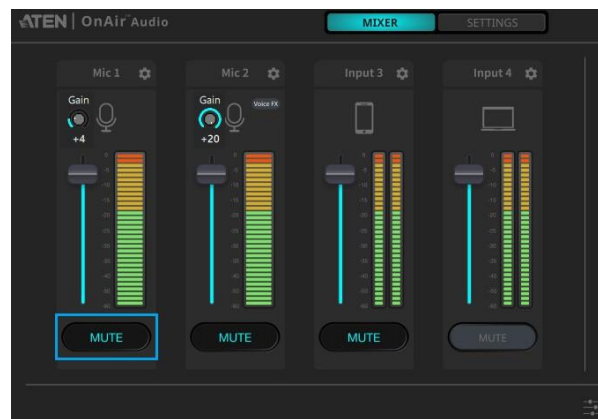 ATEN OnAir Audio
MIXER
SETTINGS
Mic 1
Mic 2
Input 3
Input 4
Gain
+4
Gain
+20
Voice FX
MUTE
MUTE
MUTE
MUTE